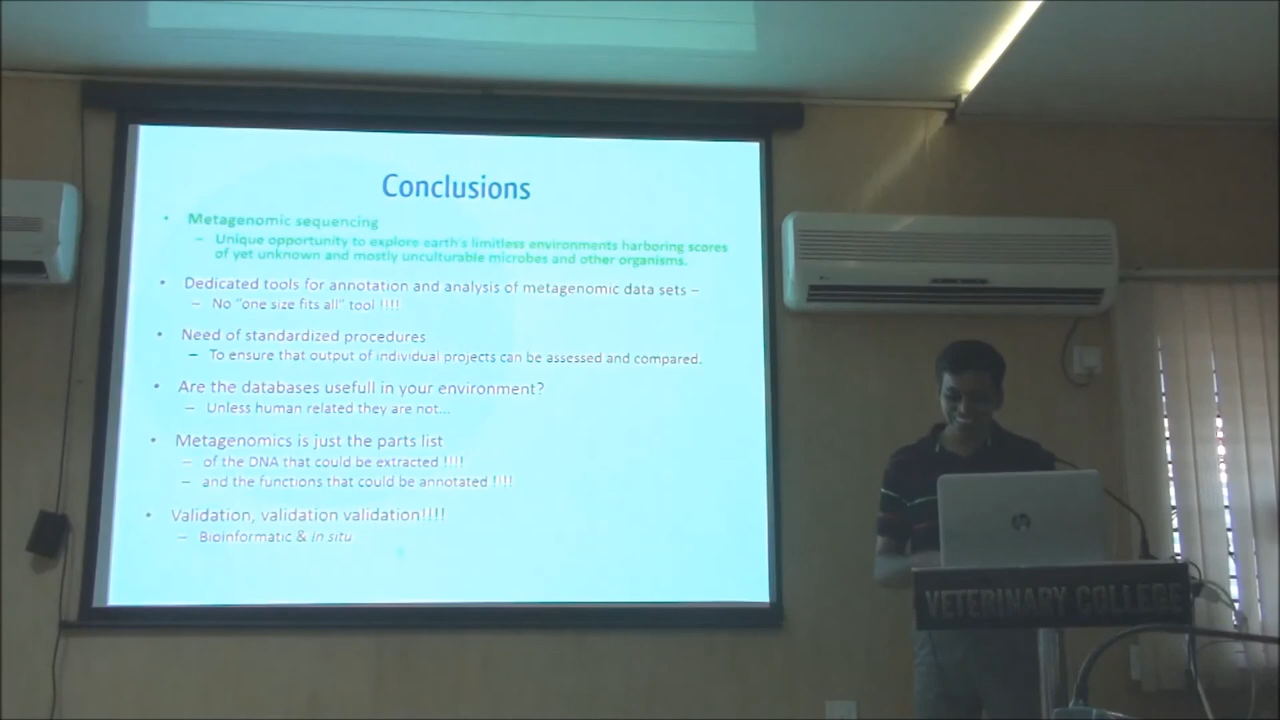 Conclusions
• Metagenomic sequencing
– Unique opportunity to explore earth's limitless environments harboring scores
of yet unknown and mostly unculturable microbes and other organisms.
• Dedicated tools for annotation and analysis of metagenomic data sets –
– No "one size fits all" tool !!!!
• Need of standardized procedures
– To ensure that output of individual projects can be assessed and compared.
• Are the databases usefull in your environment?
– Unless human related they are not...
• Metagenomics is just the parts list
– of the DNA that could be extracted !!!!
– and the functions that could be annotated !!!!
• Validation, validation validation!!!!
– Bioinformatic & In situ
hp
VETERINARY COLLEGE